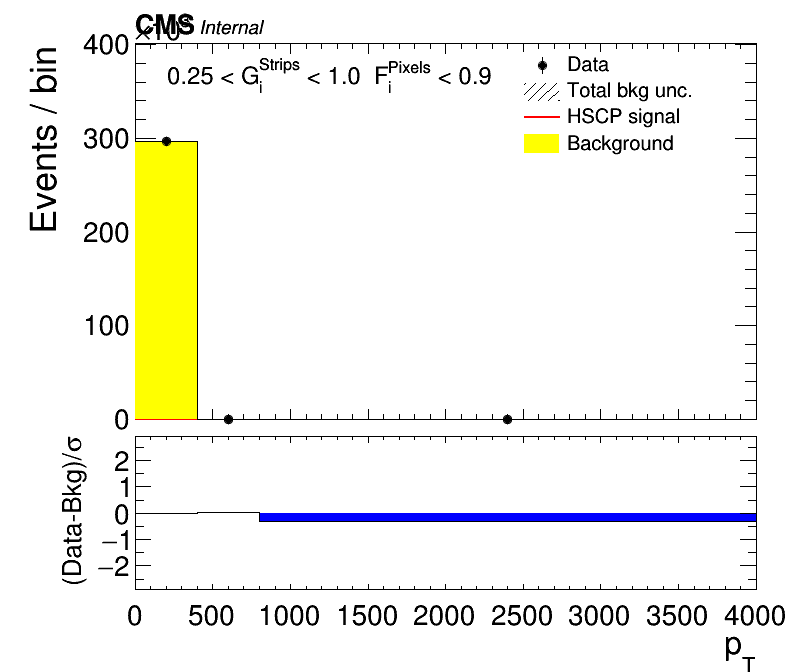 CMS Internal
×10³
400
0.25 < G_i^Strips < 1.0 F_i^Pixels < 0.9
Data
Total bkg unc.
HSCP signal
Background
300
200
100
0
Events / bin
2
1
0
−1
−2
(Data-Bkg)/σ
0 500 1000 1500 2000 2500 3000 3500 4000
p_T